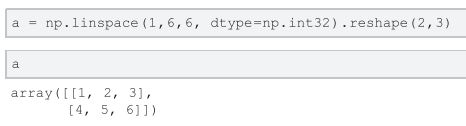 a = np.linspace(1,6,6, dtype=np.int32).reshape(2,3)
a
array([[1, 2, 3],
       [4, 5, 6]])